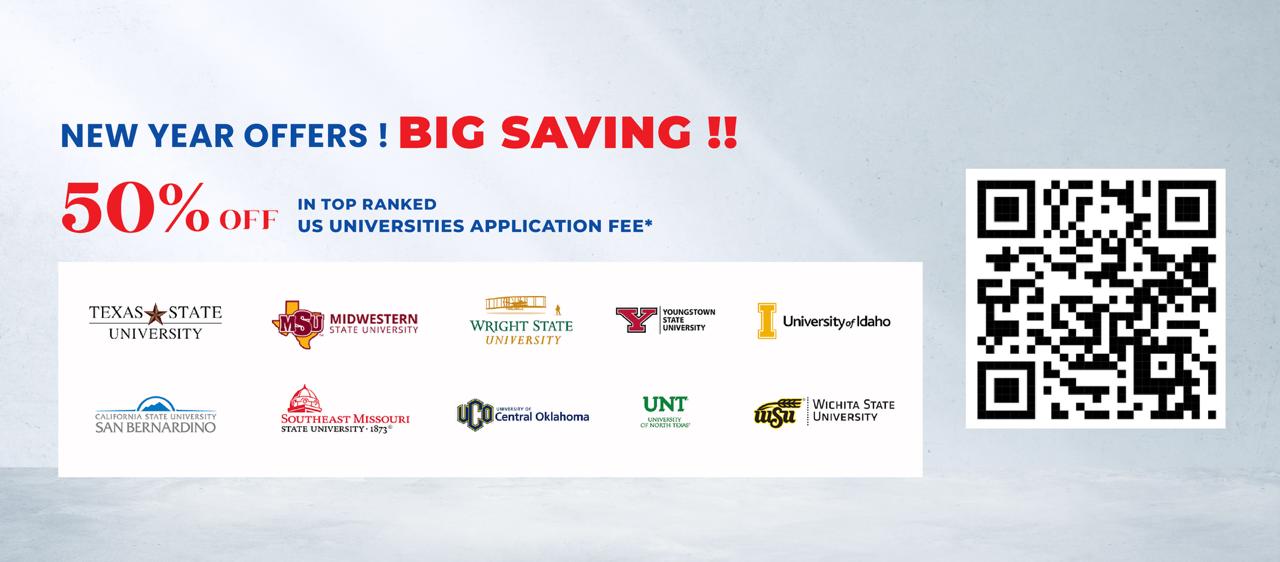 NEW YEAR OFFERS ! BIG SAVING !!
50% OFF
IN TOP RANKED
US UNIVERSITIES APPLICATION FEE*
TEXAS STATE
UNIVERSITY
MSU MIDWESTERN
STATE UNIVERSITY
WRIGHT STATE
UNIVERSITY
Y YOUNGSTOWN
STATE
UNIVERSITY
I University of Idaho
CALIFORNIA STATE UNIVERSITY
SAN BERNARDINO
SOUTHEAST MISSOURI
STATE UNIVERSITY · 1873®
UCO UNIVERSITY OF
Central Oklahoma
UNT
UNIVERSITY
OF NORTH TEXAS®
WSU WICHITA STATE
UNIVERSITY